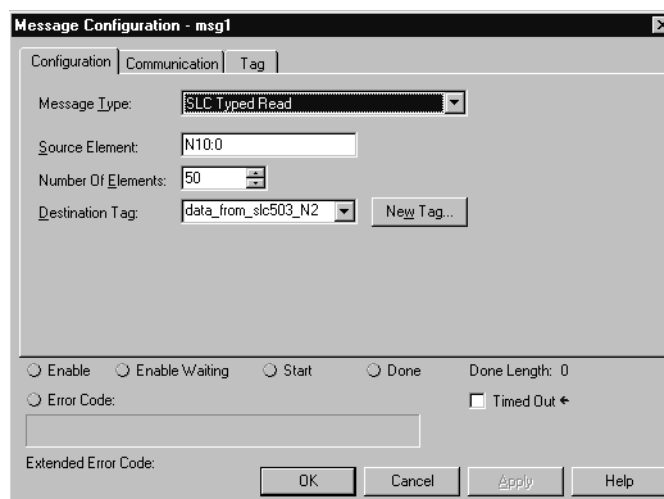 Message Configuration - msg1
Configuration Communication Tag
Message Type: SLC Typed Read
Source Element: N10:0
Number Of Elements: 50
Destination Tag: data_from_slc503_N2 New Tag...
Enable Enable Waiting Start Done Done Length: 0
Error Code: Timed Out ←
Extended Error Code:
OK Cancel Apply Help